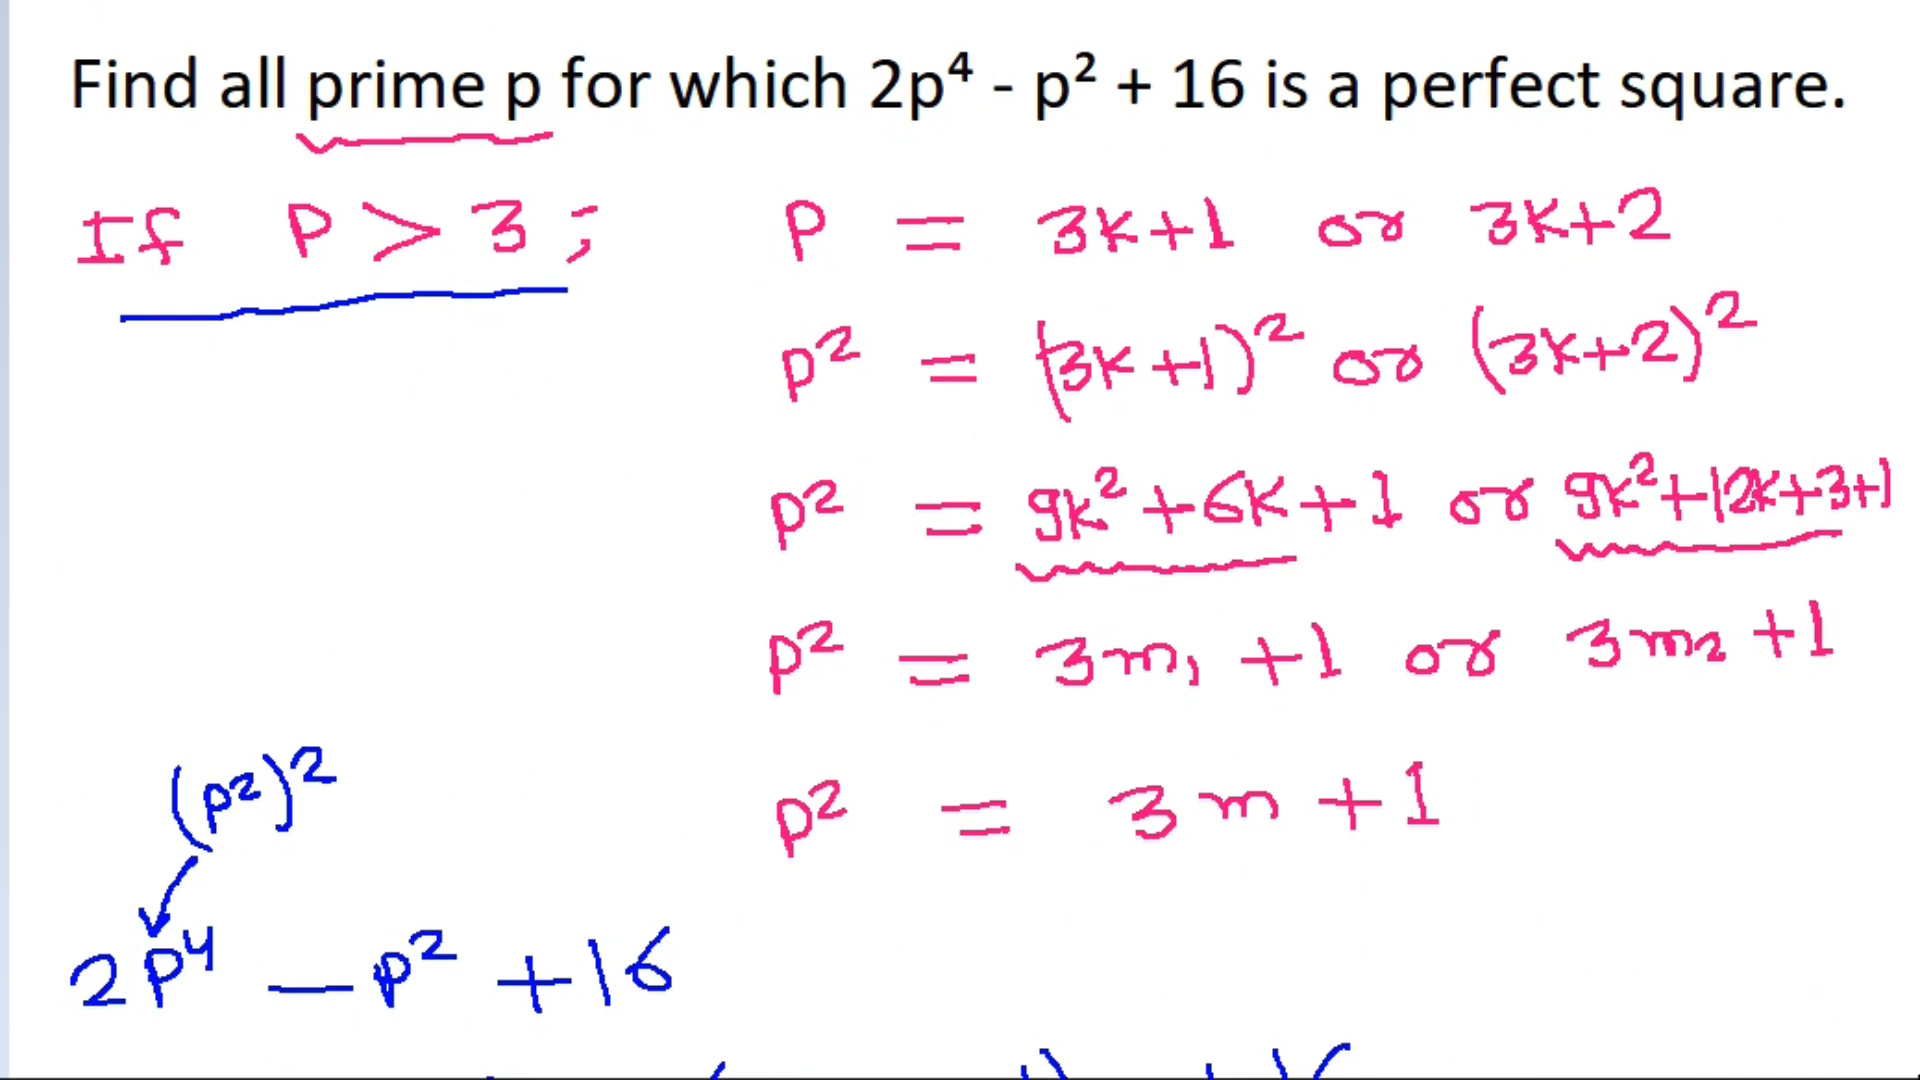 Find all prime p for which 2p⁴ - p² + 16 is a perfect square.
If P > 3 ; P = 3k+1 or 3k+2
p² = (3k+1)² or (3k+2)²
p² = 9k²+6k+1 or 9k²+12k+3+1
p² = 3m₁ +1 or 3m₂ +1
(p²)²
p² = 3m + 1
2p⁴ — p² + 16